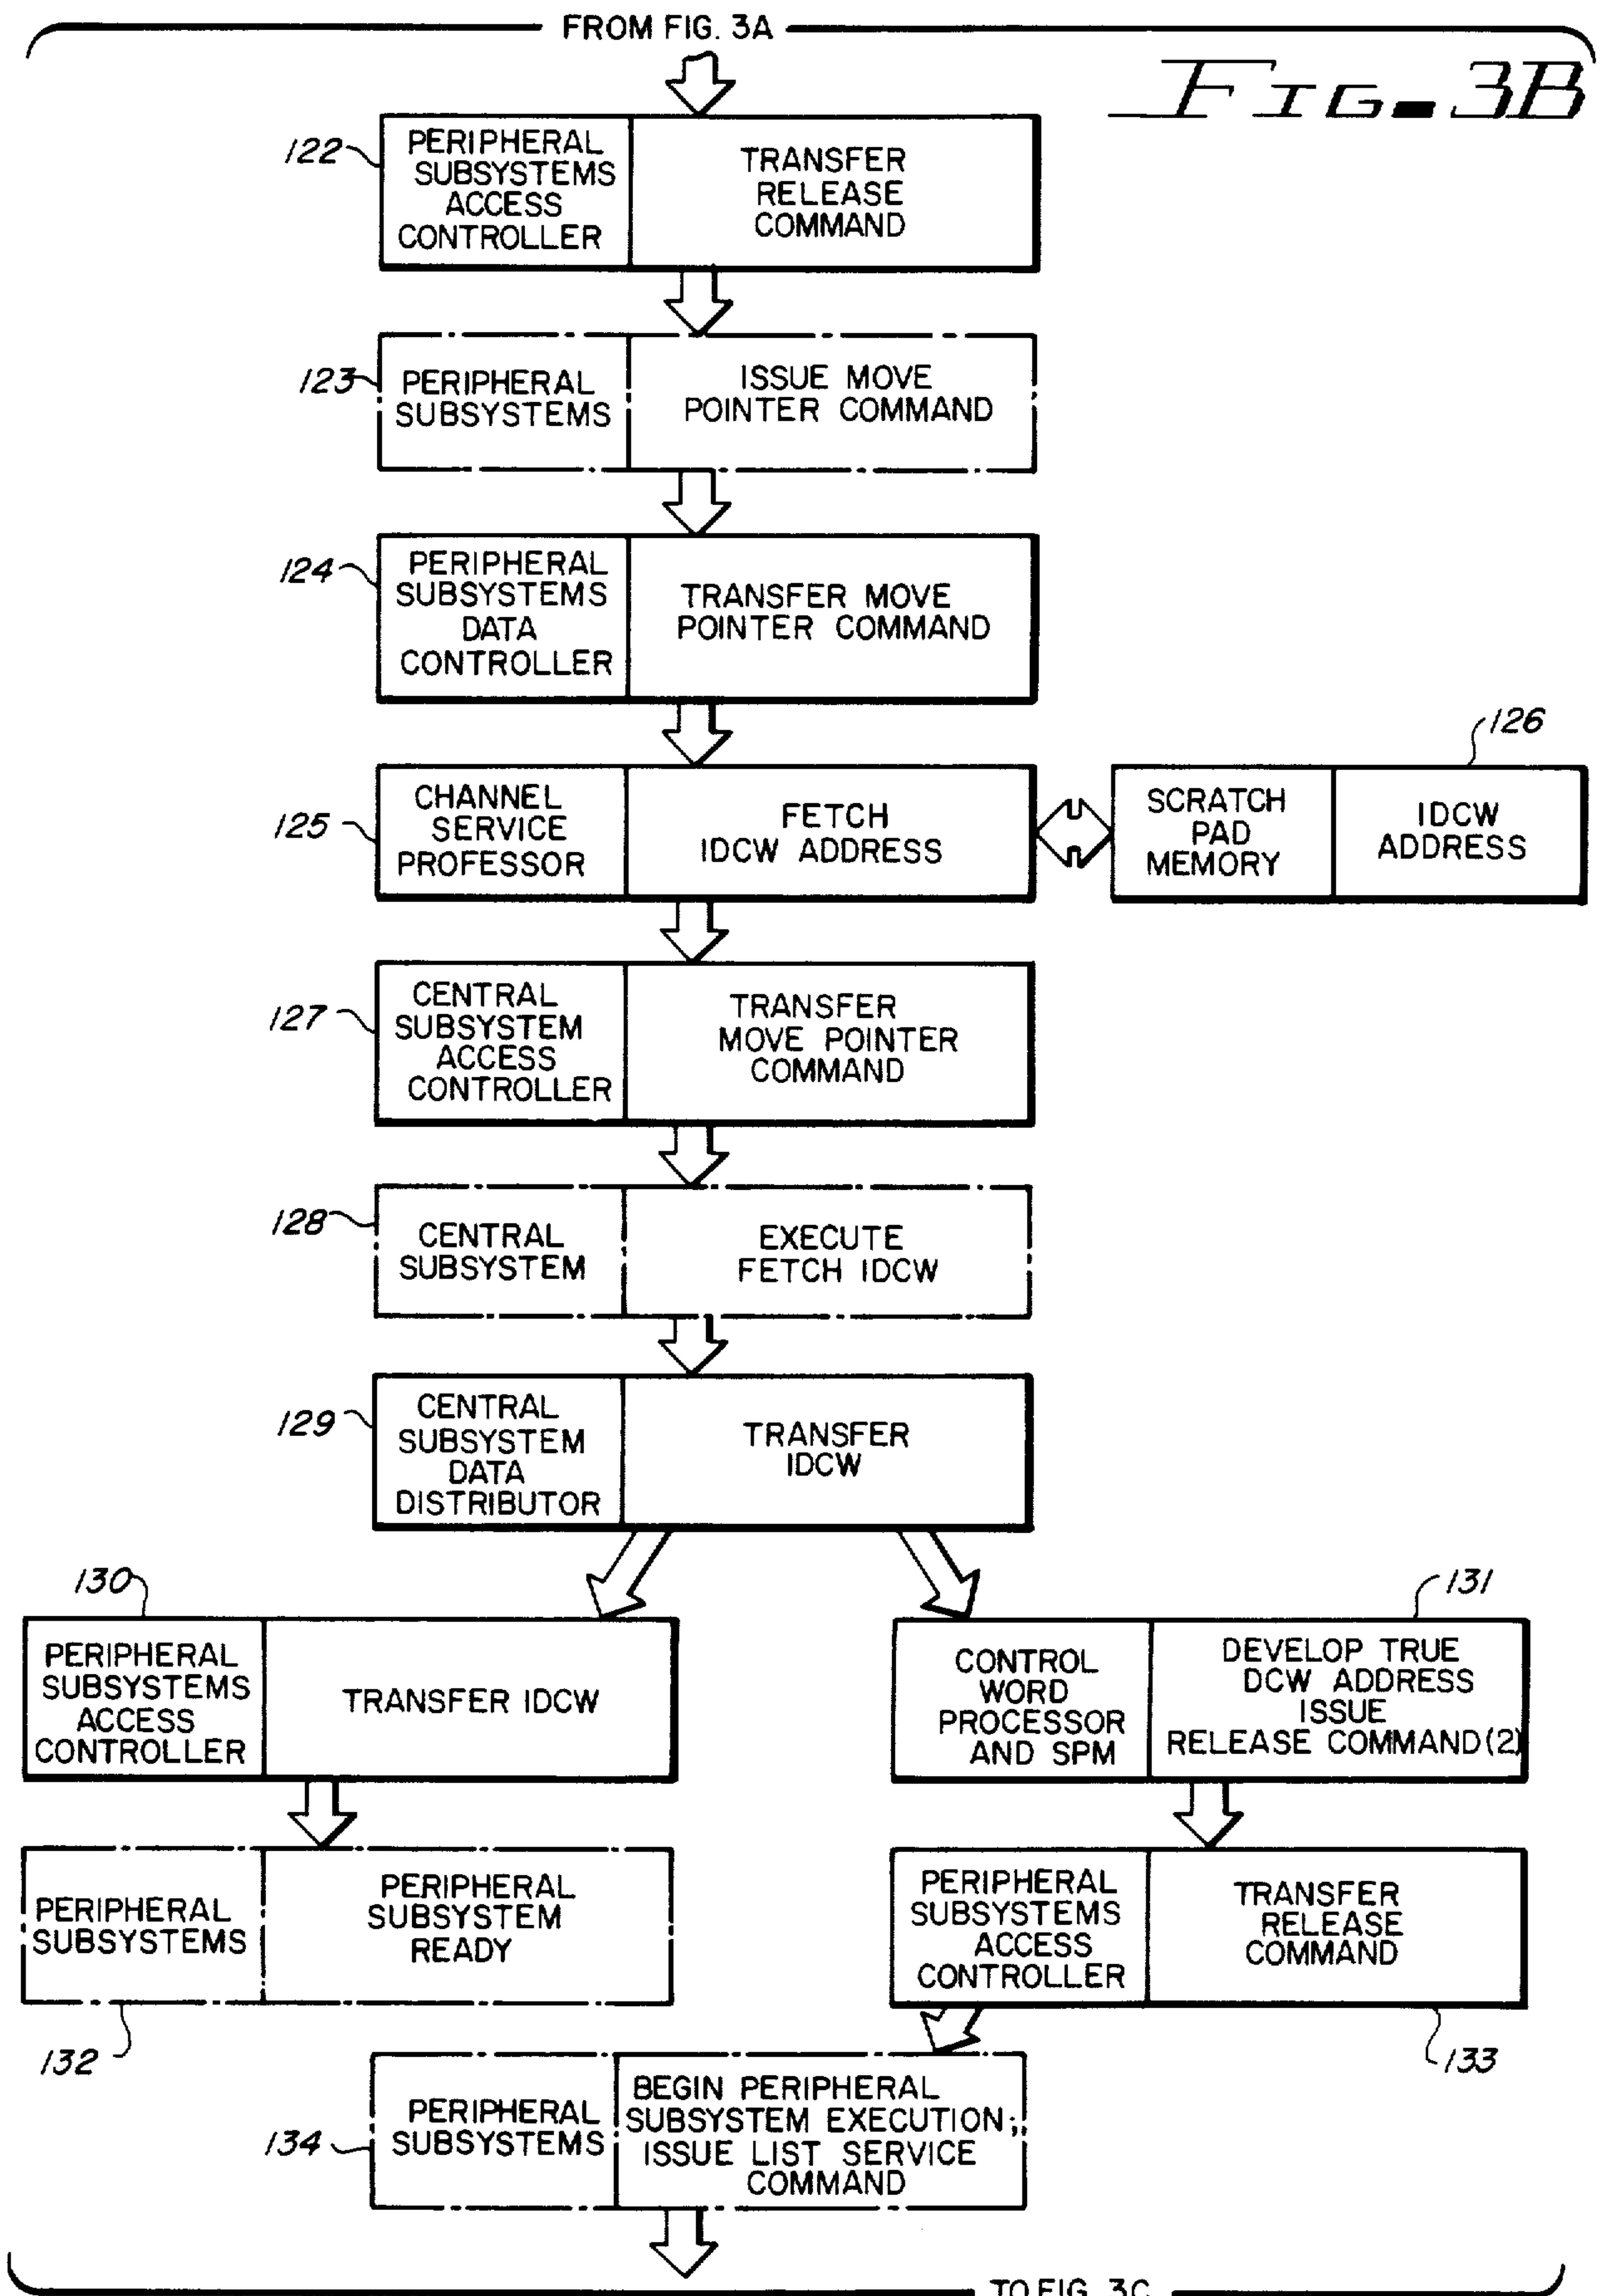 FROM FIG. 3A
FIG. 3B
122
PERIPHERAL
SUBSYSTEMS
ACCESS
CONTROLLER
TRANSFER
RELEASE
COMMAND
123
PERIPHERAL
SUBSYSTEMS
ISSUE MOVE
POINTER COMMAND
124
PERIPHERAL
SUBSYSTEMS
DATA
CONTROLLER
TRANSFER MOVE
POINTER COMMAND
125
CHANNEL
SERVICE
PROFESSOR
FETCH
IDCW ADDRESS
126
SCRATCH
PAD
MEMORY
IDCW
ADDRESS
127
CENTRAL
SUBSYSTEM
ACCESS
CONTROLLER
TRANSFER
MOVE POINTER
COMMAND
128
CENTRAL
SUBSYSTEM
EXECUTE
FETCH IDCW
129
CENTRAL
SUBSYSTEM
DATA
DISTRIBUTOR
TRANSFER
IDCW
130
PERIPHERAL
SUBSYSTEMS
ACCESS
CONTROLLER
TRANSFER IDCW
131
CONTROL
WORD
PROCESSOR
AND SPM
DEVELOP TRUE
DCW ADDRESS
ISSUE
RELEASE COMMAND(2)
PERIPHERAL
SUBSYSTEMS
PERIPHERAL
SUBSYSTEM
READY
132
PERIPHERAL
SUBSYSTEMS
ACCESS
CONTROLLER
TRANSFER
RELEASE
COMMAND
133
134
PERIPHERAL
SUBSYSTEMS
BEGIN PERIPHERAL
SUBSYSTEM EXECUTION;
ISSUE LIST SERVICE
COMMAND
TO FIG. 3C